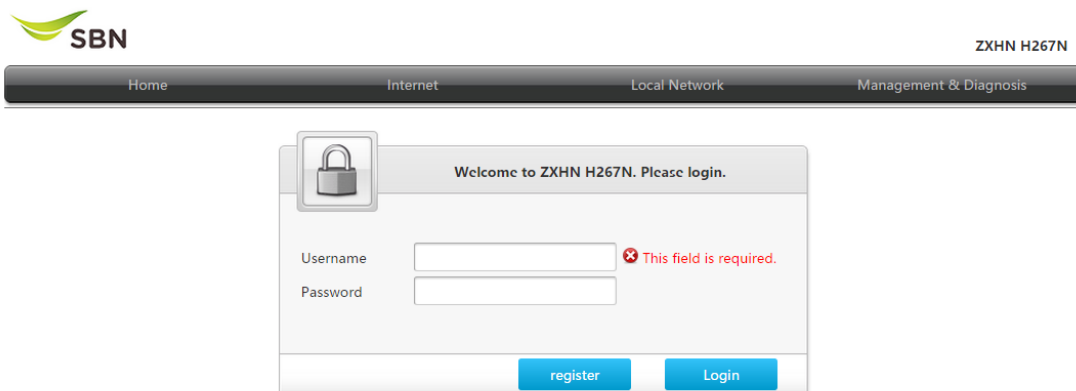 SBN
ZXHN H267N
Home Internet Local Network Management & Diagnosis
Welcome to ZXHN H267N. Please login.
Username
This field is required.
Password
register Login